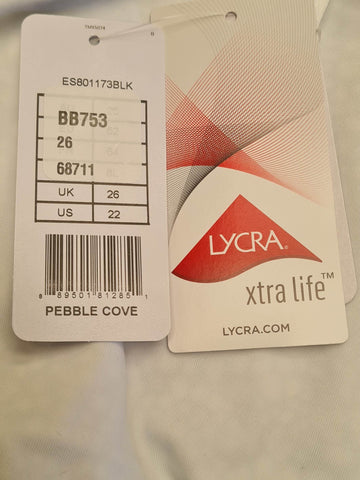 ES801173BLK
BB753
26
68711
UK 26
US 22
8 89501 81285 1
PEBBLE COVE
LYCRA®
xtra life™
LYCRA.COM